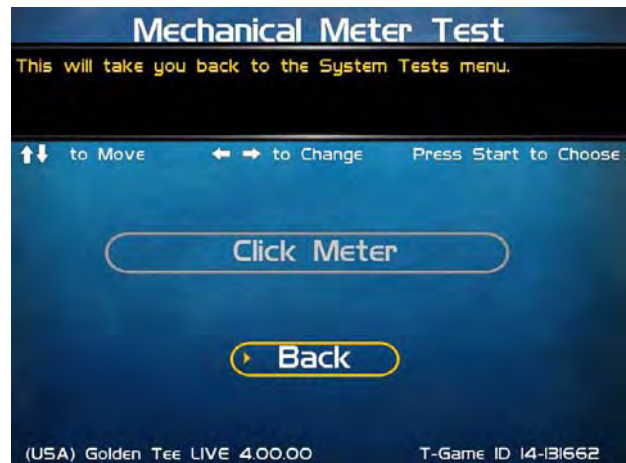 Mechanical Meter Test
This will take you back to the System Tests menu.
to Move to Change Press Start to Choose
Click Meter
Back
(USA) Golden Tee LIVE 4.00.00 T-Game ID 14-131662